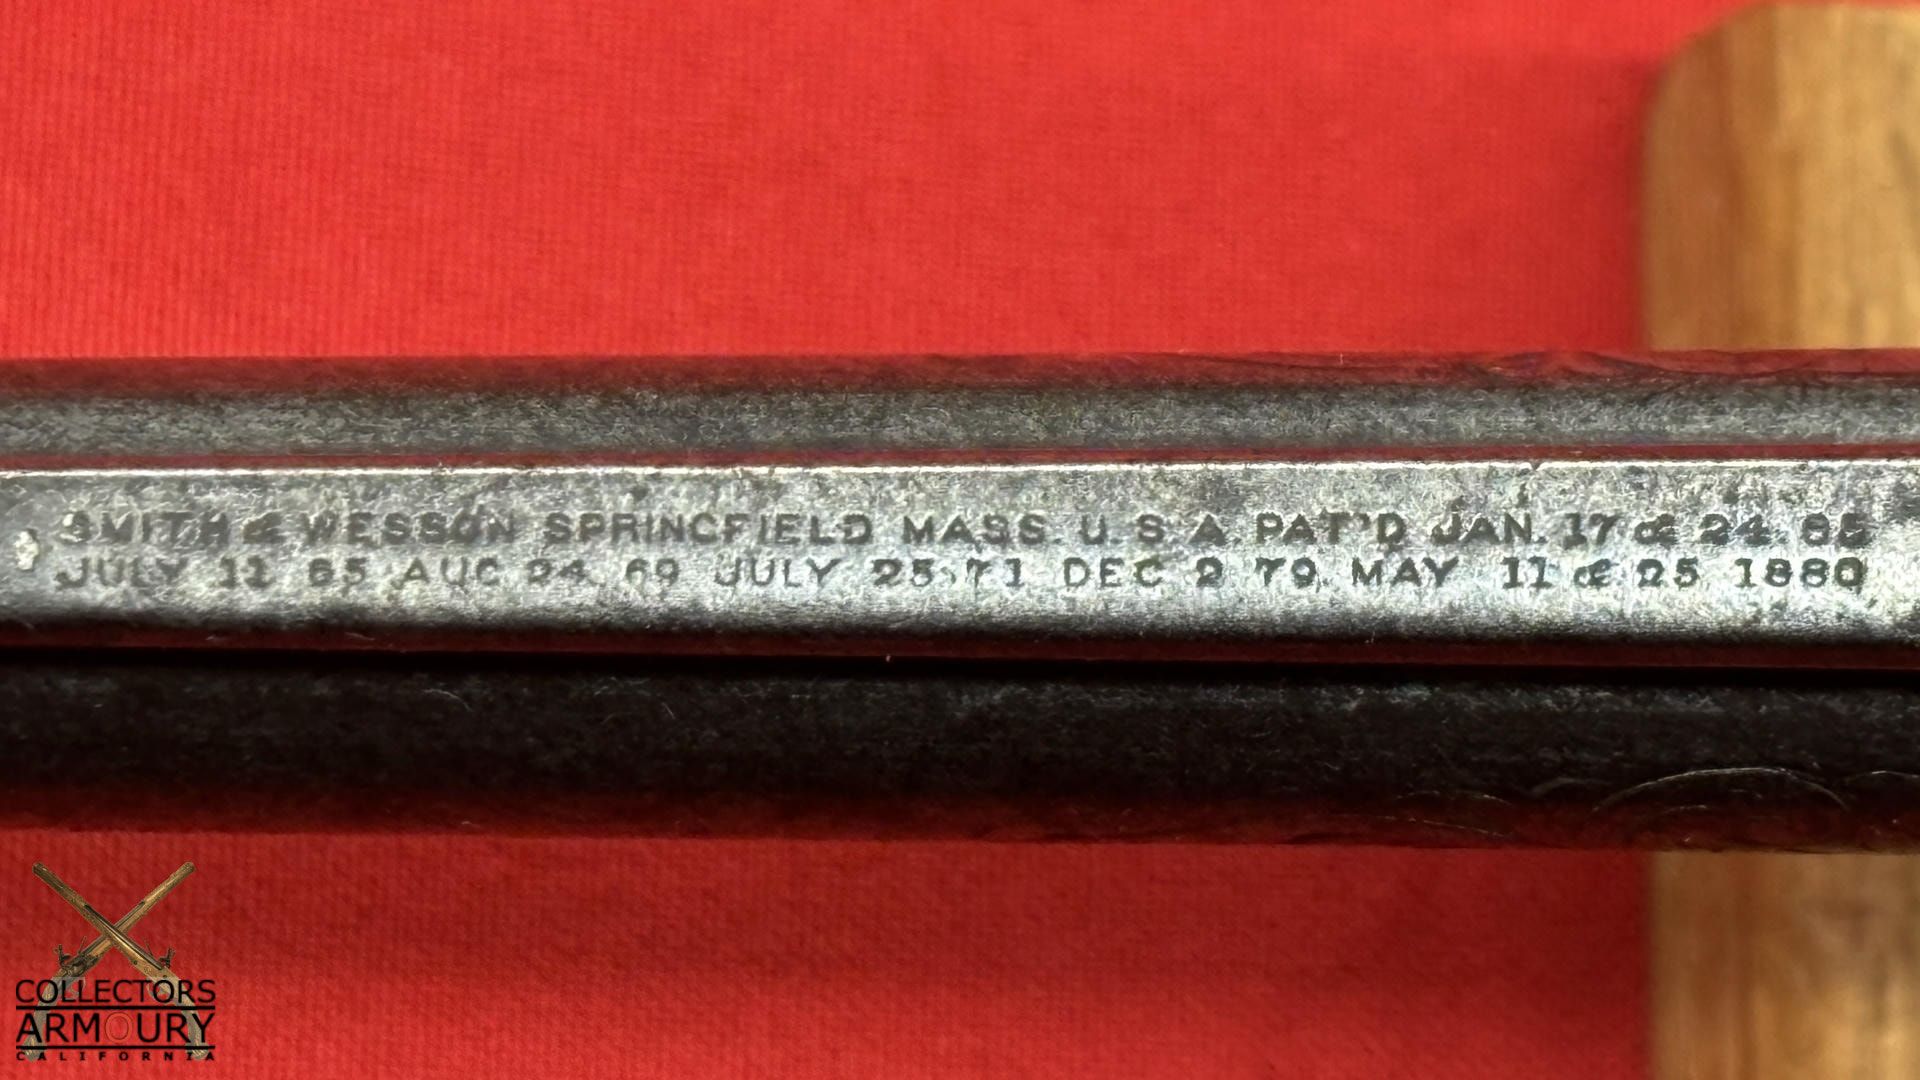 SMITH & WESSON SPRINGFIELD MASS. U.S.A. PAT'D JAN. 17 & 24. 65
JULY 11 65 AUG 24. 69 JULY 25.71 DEC 2 79. MAY 11 & 25 1880
COLLECTORS
ARMOURY
CALIFORNIA